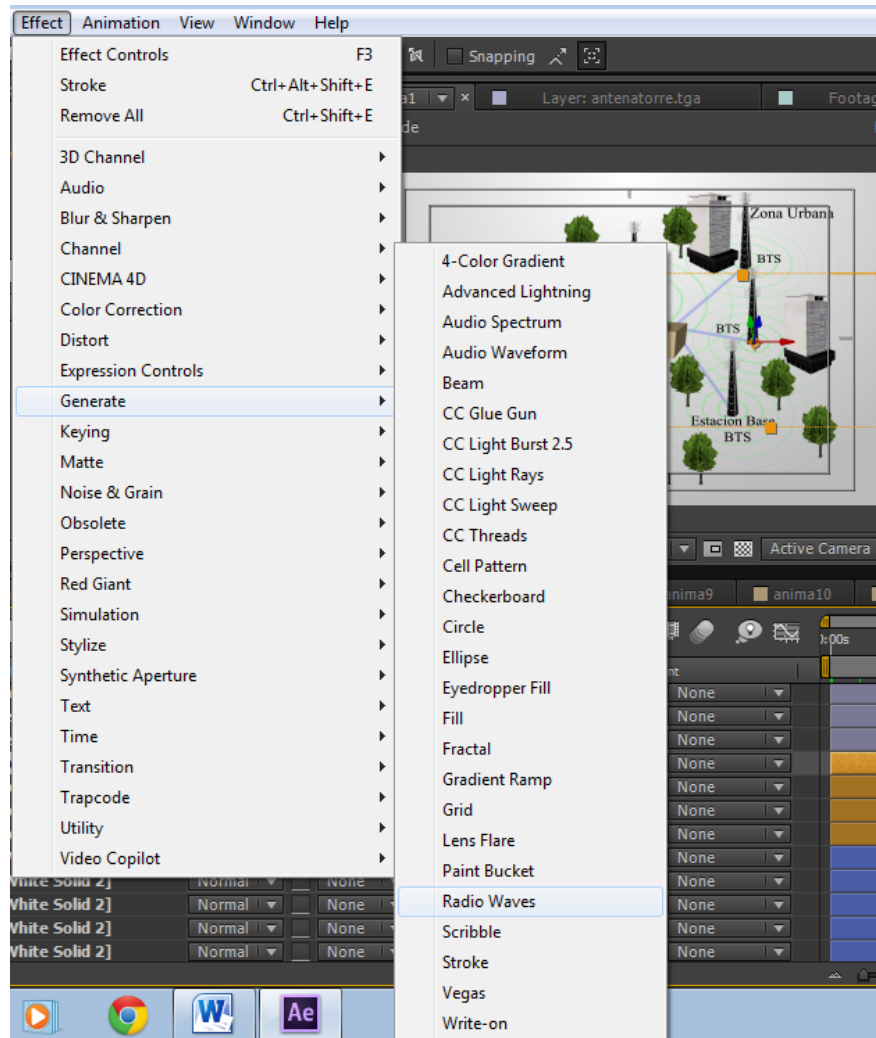 Effect Animation View Window Help
Effect Controls F3
Stroke Ctrl+Alt+Shift+E
Remove All Ctrl+Shift+E
3D Channel
Audio
Blur & Sharpen
Channel
CINEMA 4D
Color Correction
Distort
Expression Controls
Generate
Keying
Matte
Noise & Grain
Obsolete
Perspective
Red Giant
Simulation
Stylize
Synthetic Aperture
Text
Time
Transition
Trapcode
Utility
Video Copilot
4-Color Gradient
Advanced Lightning
Audio Spectrum
Audio Waveform
Beam
CC Glue Gun
CC Light Burst 2.5
CC Light Rays
CC Light Sweep
CC Threads
Cell Pattern
Checkerboard
Circle
Ellipse
Eyedropper Fill
Fill
Fractal
Gradient Ramp
Grid
Lens Flare
Paint Bucket
Radio Waves
Scribble
Stroke
Vegas
Write-on
Snapping
Layer: antenatorre.tga
Zona Urbana
BTS
BTS
Estacion Base
BTS
Active Camera
anima9 anima10
0:00s
None
None
None
None
None
None
None
None
White Solid 2] Normal None None
White Solid 2] Normal None None
White Solid 2] Normal None None
White Solid 2] Normal None None
W Ae